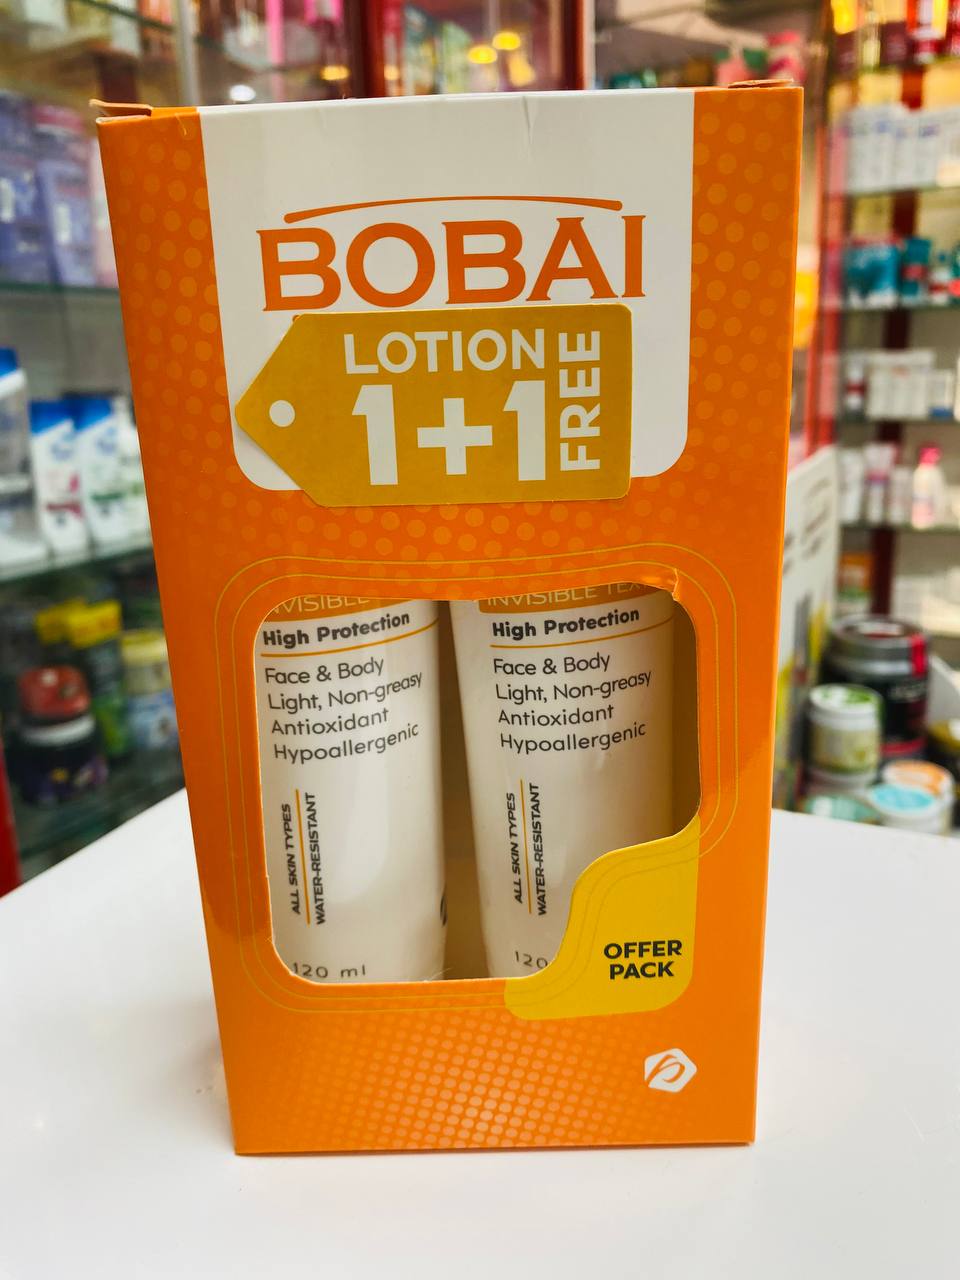 BOBAI
LOTION
1+1
FREE
INVISIBLE
High Protection
Face & Body
Light, Non-greasy
Antioxidant
Hypoallergenic
ALL SKIN TYPES
WATER-RESISTANT
120 ml
INVISIBLE
High Protection
Face & Body
Light, Non-greasy
Antioxidant
Hypoallergenic
ALL SKIN TYPES
WATER-RESISTANT
120
OFFER
PACK